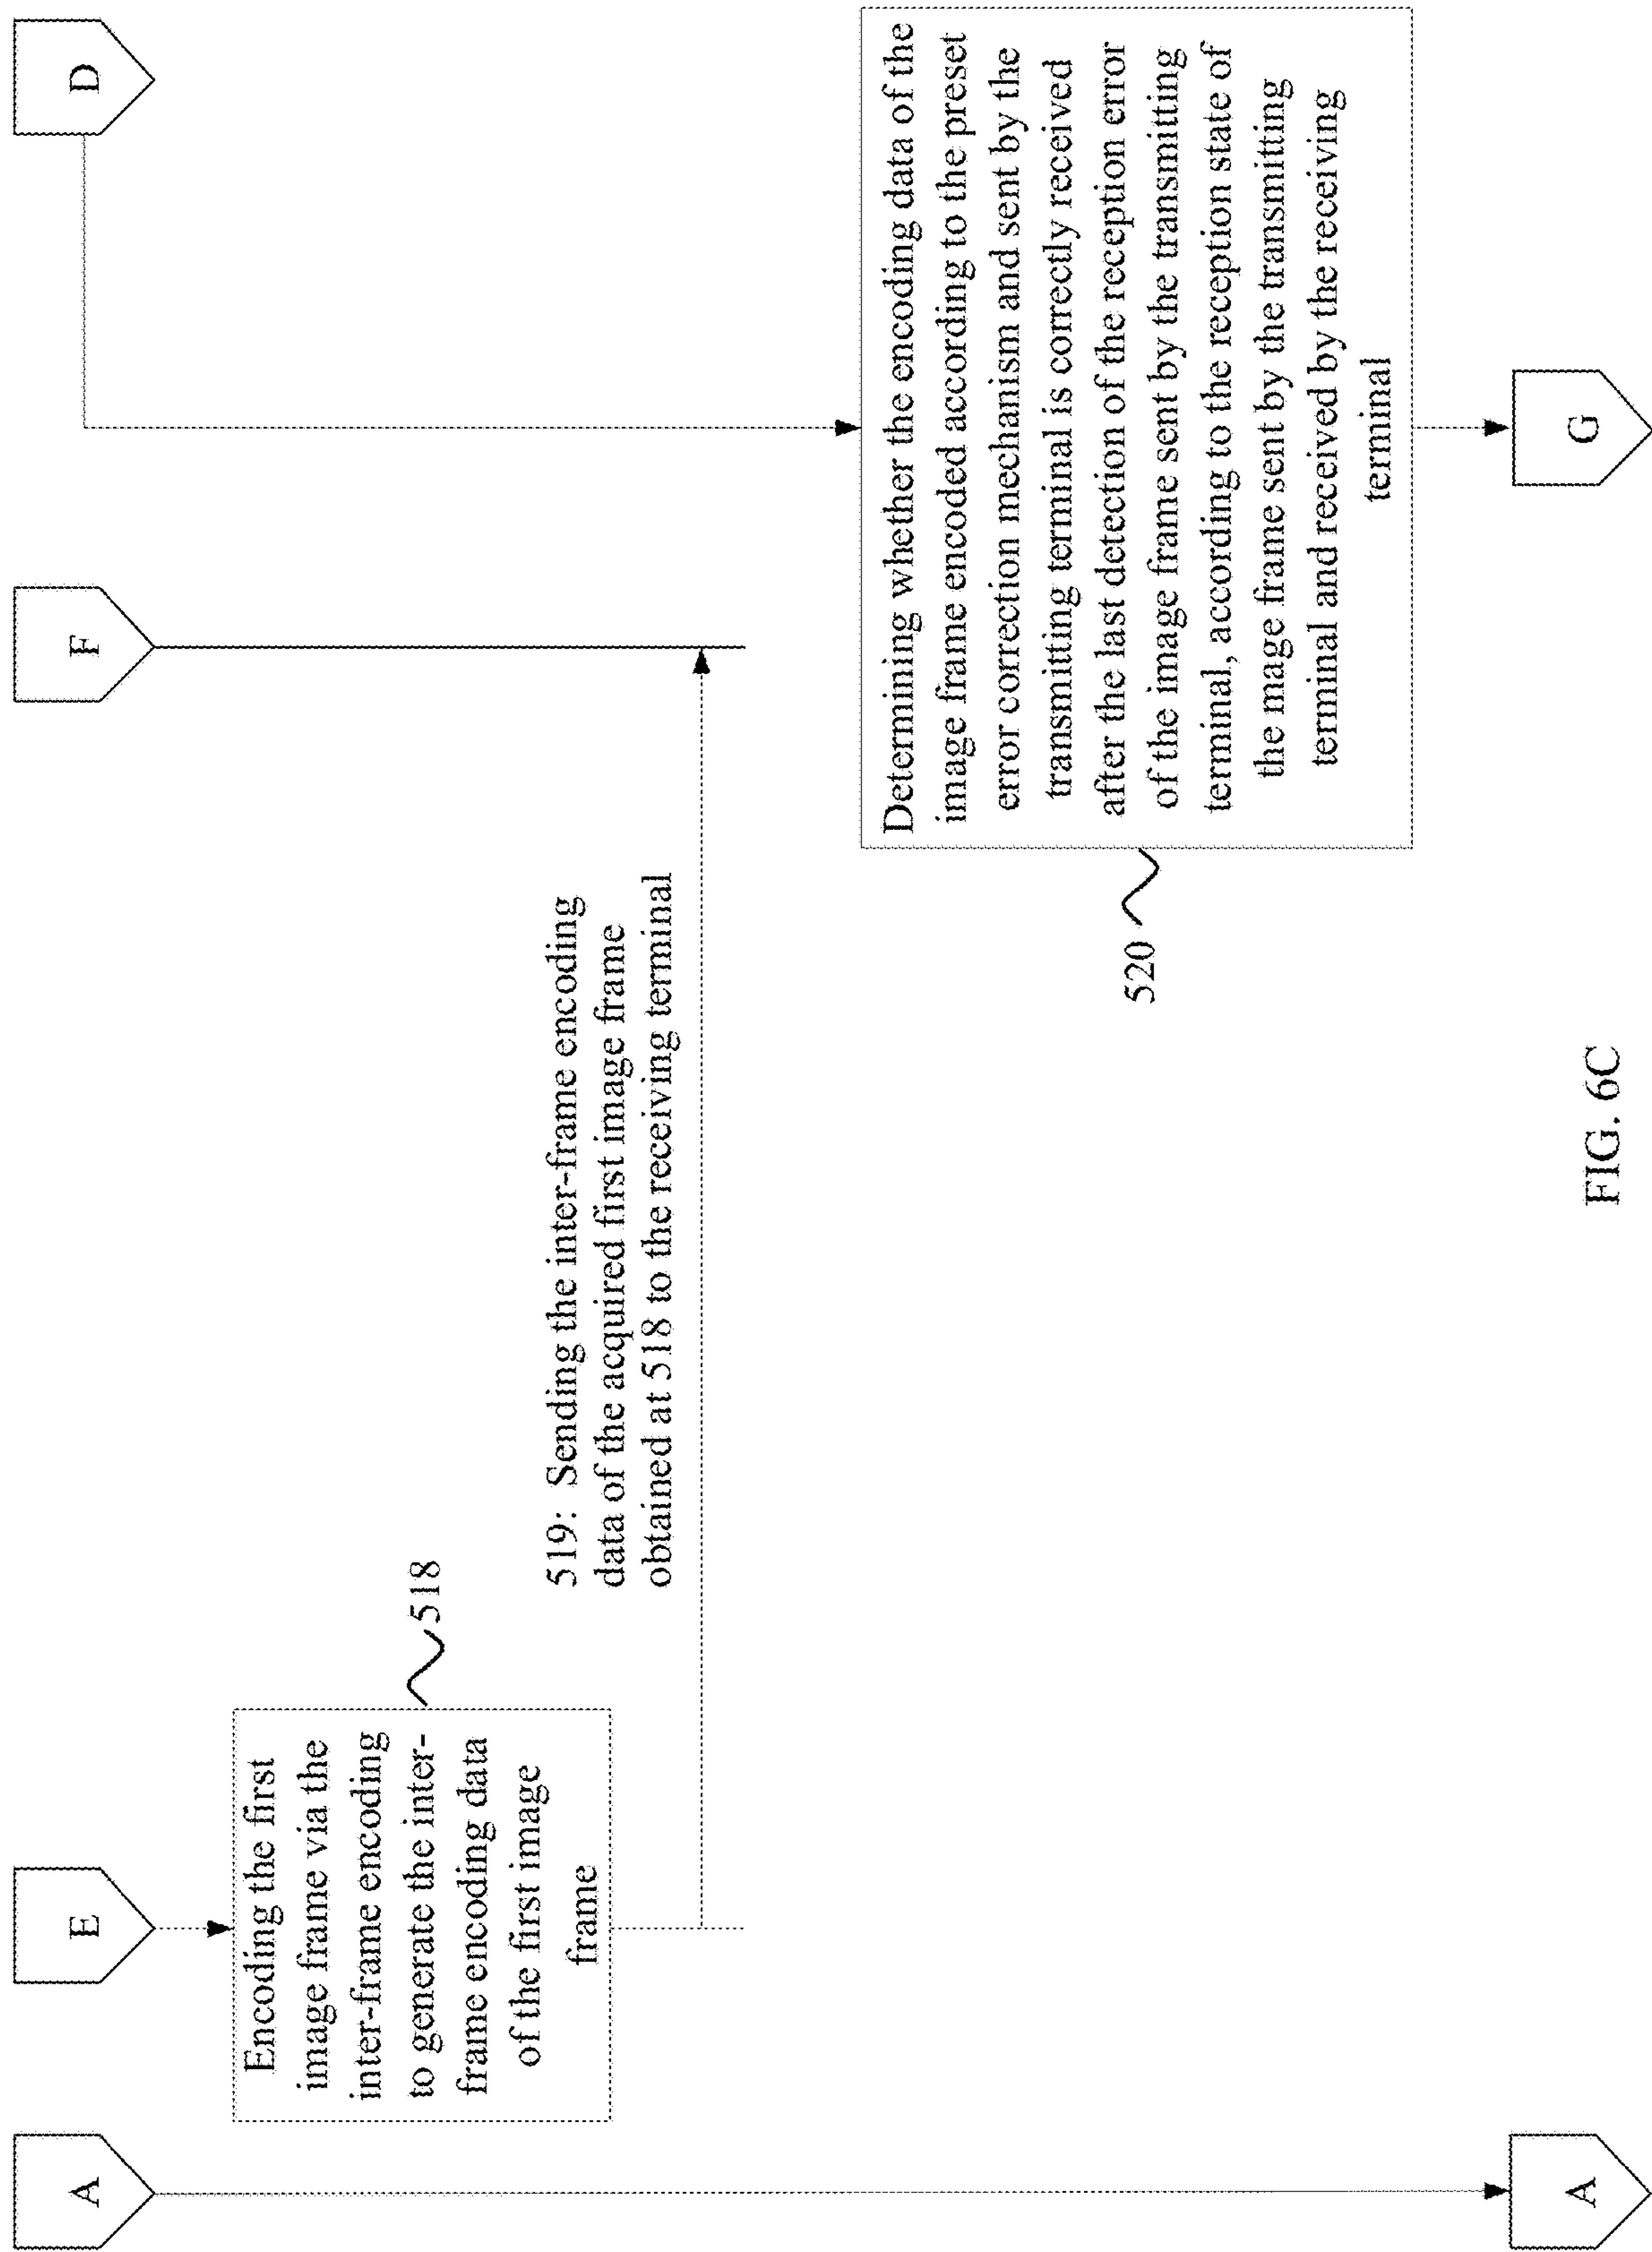 A
E
F
D
Encoding the first
image frame via the
inter-frame encoding
to generate the inter-
frame encoding data
of the first image
frame
518
519: Sending the inter-frame encoding
data of the acquired first image frame
obtained at 518 to the receiving terminal
Determining whether the encoding data of the
image frame encoded according to the preset
error correction mechanism and sent by the
transmitting terminal is correctly received
after the last detection of the reception error
of the image frame sent by the transmitting
terminal, according to the reception state of
the mage frame sent by the transmitting
terminal and received by the receiving
terminal
520
A
G
FIG. 6C